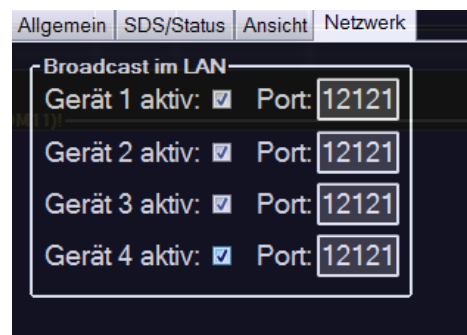 Allgemein SDS/Status Ansicht Netzwerk
Broadcast im LAN
Gerät 1 aktiv: Port: 12121
M11)!
Gerät 2 aktiv: Port: 12121
Gerät 3 aktiv: Port: 12121
Gerät 4 aktiv: Port: 12121